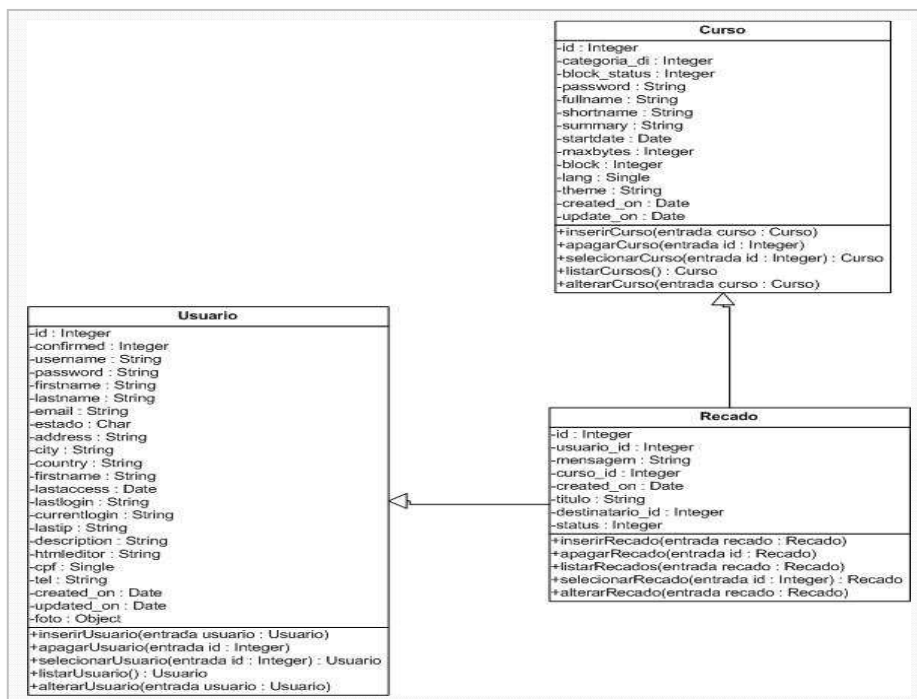 Curso
-id : Integer
-categoria_di : Integer
-block_status : Integer
-password : String
-fullname : String
-shortname : String
-summary : String
-startdate : Date
-maxbytes : Integer
-block : Integer
-lang : Single
-theme : String
-created_on : Date
-update_on : Date
+inserirCurso(entrada curso : Curso)
+apagarCurso(entrada id : Integer)
+selecionarCurso(entrada id : Integer) : Curso
+listarCursos() : Curso
+alterarCurso(entrada curso : Curso)
Usuario
-id : Integer
-confirmed : Integer
-username : String
-password : String
-firstname : String
-lastname : String
-email : String
-estado : Char
-address : String
-city : String
-country : String
-firstname : String
-lastaccess : Date
-lastlogin : String
-currentlogin : String
-lastip : String
-description : String
-htmleditor : String
-cpf : Single
-tel : String
-created_on : Date
-updated_on : Date
-foto : Object
+inserirUsuario(entrada usuario : Usuario)
+apagarUsuario(entrada id : Integer)
+selecionarUsuario(entrada id : Integer) : Usuario
+listarUsuario() : Usuario
+alterarUsuario(entrada usuario : Usuario)
Recado
-id : Integer
-usuario_id : Integer
-mensagem : String
-curso_id : Integer
-created_on : Date
-titulo : String
-destinatario_id : Integer
-status : Integer
+inserirRecado(entrada recado : Recado)
+apagarRecado(entrada id : Recado)
+listarRecados(entrada recado : Recado)
+selecionarRecado(entrada id : Integer) : Recado
+alterarRecado(entrada recado : Recado)